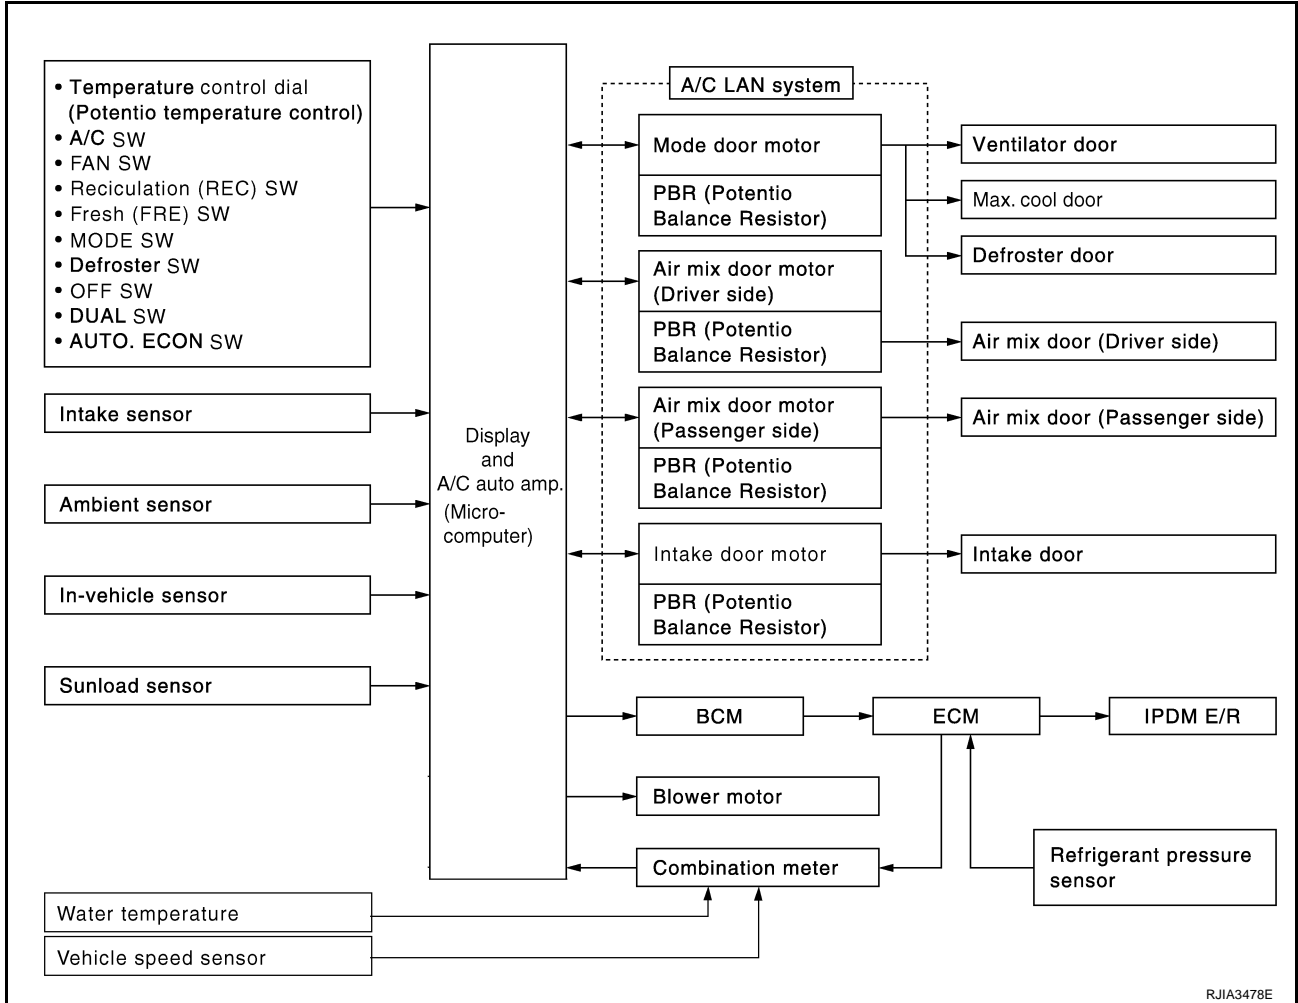 • Temperature control dial
(Potentio temperature control)
• A/C SW
• FAN SW
• Reciculation (REC) SW
• Fresh (FRE) SW
• MODE SW
• Defroster SW
• OFF SW
• DUAL SW
• AUTO. ECON SW
Intake sensor
Ambient sensor
In-vehicle sensor
Sunload sensor
Water temperature
Vehicle speed sensor
Display
and
A/C auto amp.
(Micro-
computer)
A/C LAN system
Mode door motor
PBR (Potentio
Balance Resistor)
Air mix door motor
(Driver side)
PBR (Potentio
Balance Resistor)
Air mix door motor
(Passenger side)
PBR (Potentio
Balance Resistor)
Intake door motor
PBR (Potentio
Balance Resistor)
Ventilator door
Max. cool door
Defroster door
Air mix door (Driver side)
Air mix door (Passenger side)
Intake door
BCM
ECM
IPDM E/R
Blower motor
Combination meter
Refrigerant pressure
sensor
RJIA3478E